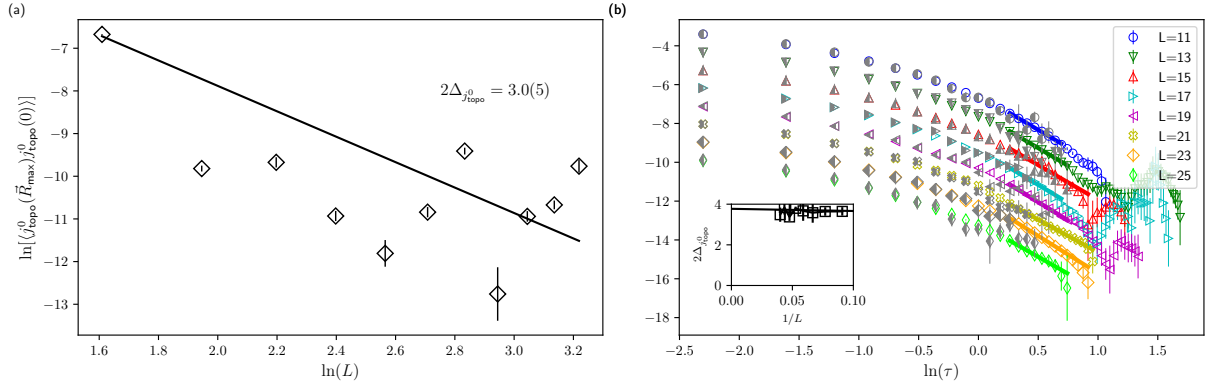 (a)
ln[⟨j⁰_topo(R⃗_max)j⁰_topo(0)⟩]
−7
−8
−9
−10
−11
−12
−13
2Δ_{j⁰_topo} = 3.0(5)
1.6
1.8
2.0
2.2
2.4
2.6
2.8
3.0
3.2
ln(L)
(b)
−4
−6
−8
−10
−12
−14
−16
−18
L=11
L=13
L=15
L=17
L=19
L=21
L=23
L=25
2Δ_{j⁰_topo}
4
2
0
0.00
0.05
0.10
1/L
−2.5
−2.0
−1.5
−1.0
−0.5
0.0
0.5
1.0
1.5
ln(τ)